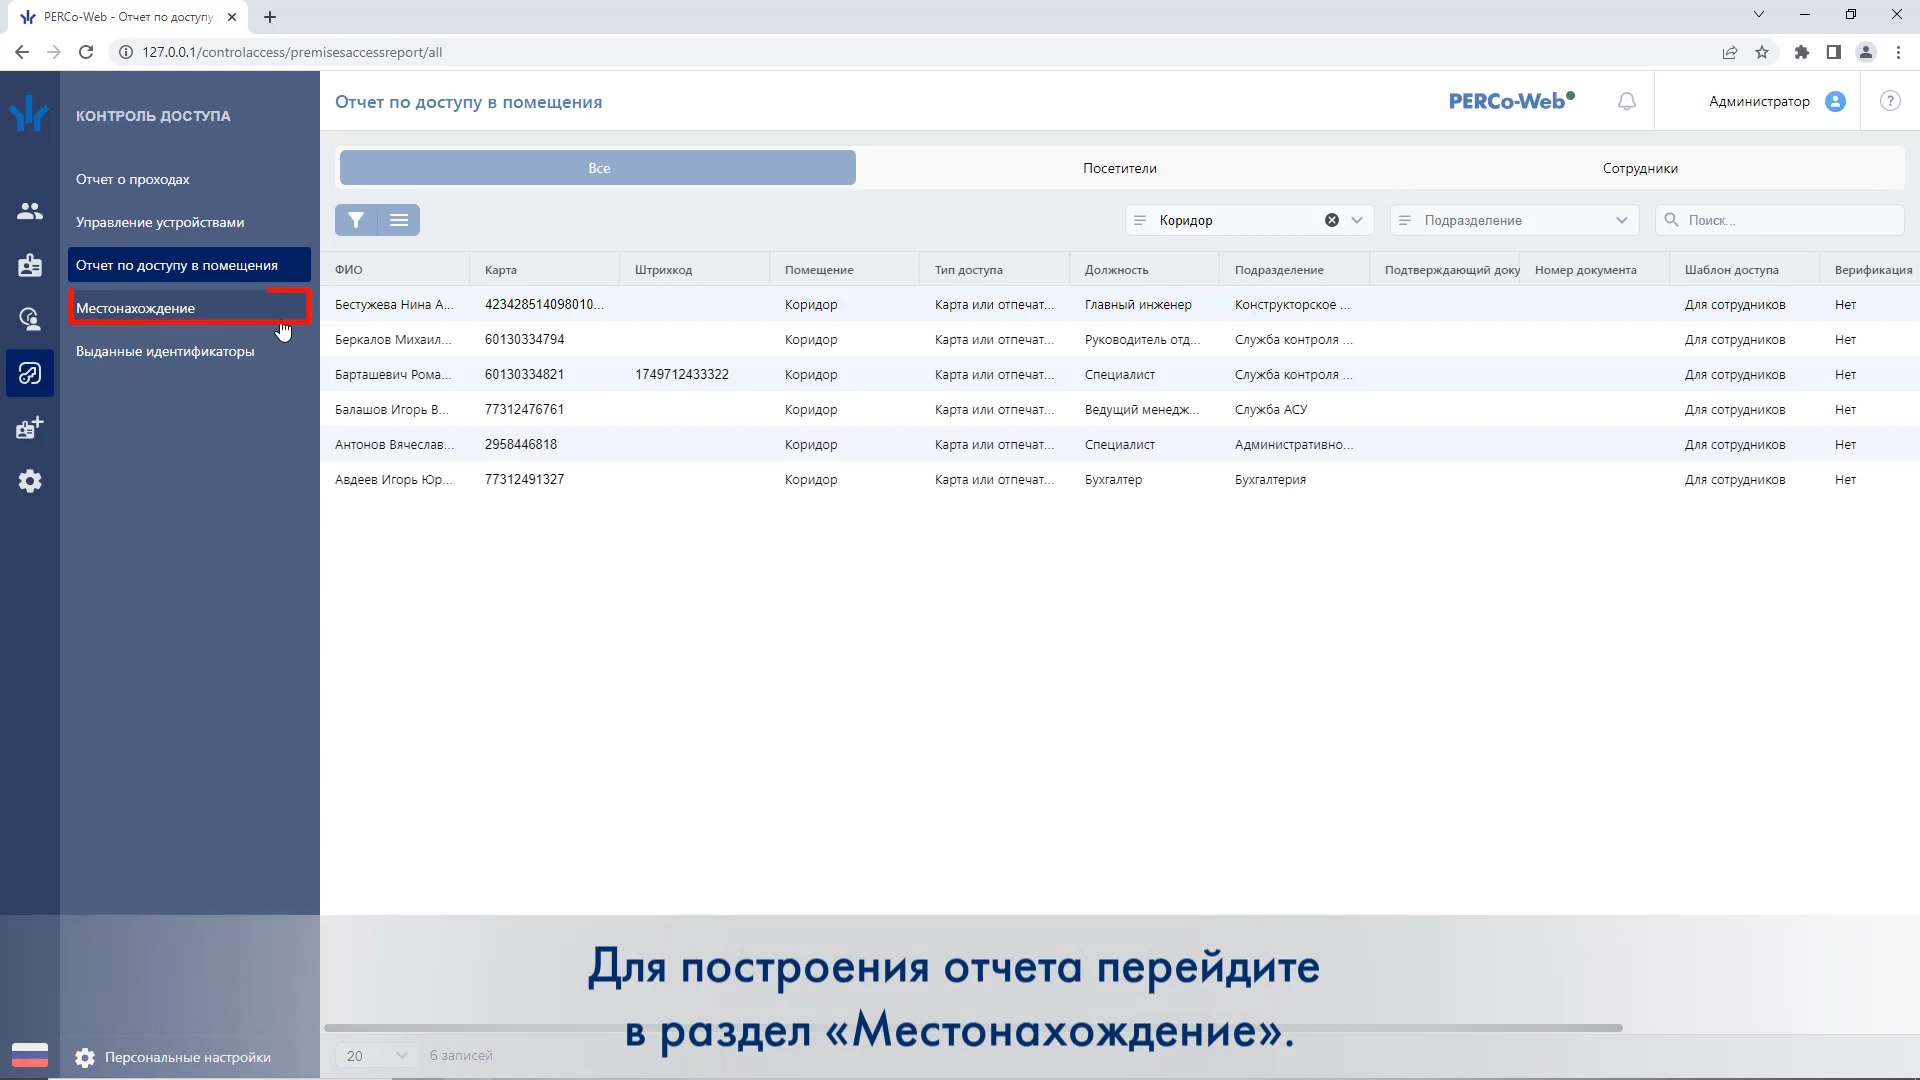 PERCo-Web - Отчет по доступу
127.0.0.1/controlaccess/premisesaccessreport/all
КОНТРОЛЬ ДОСТУПА
Отчет о проходах
Управление устройствами
Отчет по доступу в помещения
Местонахождение
Выданные идентификаторы
Персональные настройки
Отчет по доступу в помещения
PERCo-Web
Администратор
?
Все Посетители Сотрудники
Коридор Подразделение Поиск...
ФИО Карта Штрихкод Помещение Тип доступа Должность Подразделение Подтверждающий доку Номер документа Шаблон доступа Верификация
Бестужева Нина А... 423428514098010... Коридор Карта или отпечат... Главный инженер Конструкторское ... Для сотрудников Нет
Беркалов Михаил... 60130334794 Коридор Карта или отпечат... Руководитель отд... Служба контроля ... Для сотрудников Нет
Барташевич Рома... 60130334821 1749712433322 Коридор Карта или отпечат... Специалист Служба контроля ... Для сотрудников Нет
Балашов Игорь В... 77312476761 Коридор Карта или отпечат... Ведущий менедж... Служба АСУ Для сотрудников Нет
Антонов Вячеслав... 2958446818 Коридор Карта или отпечат... Специалист Административно... Для сотрудников Нет
Авдеев Игорь Юр... 77312491327 Коридор Карта или отпечат... Бухгалтер Бухгалтерия Для сотрудников Нет
Для построения отчета перейдите
в раздел «Местонахождение».
20 6 записей